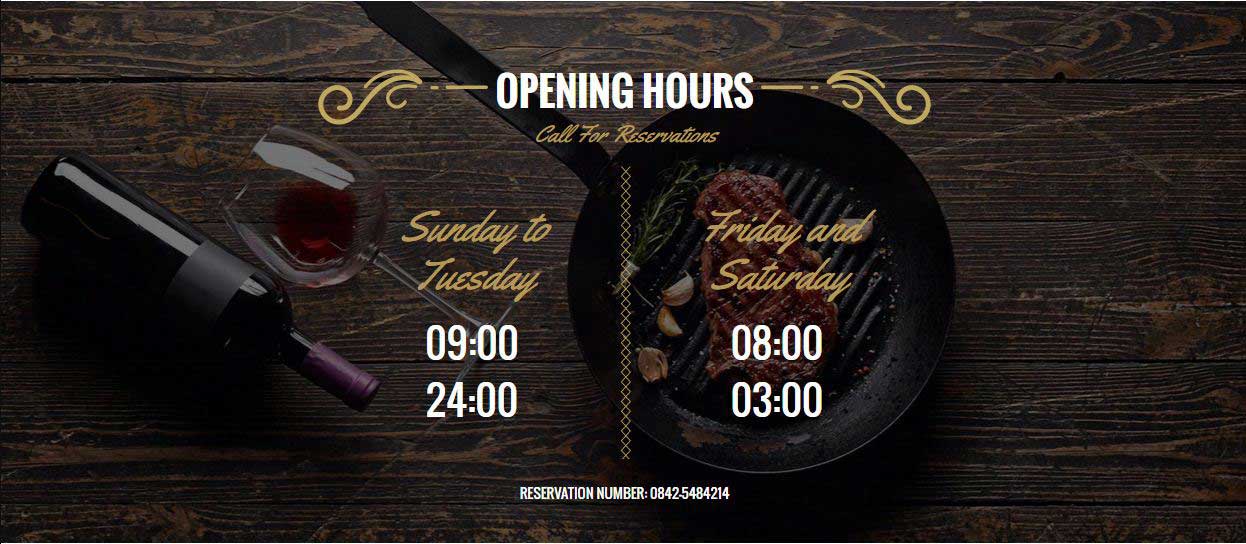 OPENING HOURS
Call For Reservations
Sunday to
Tuesday
09:00
24:00
Friday and
Saturday
08:00
03:00
RESERVATION NUMBER: 0842-5484214